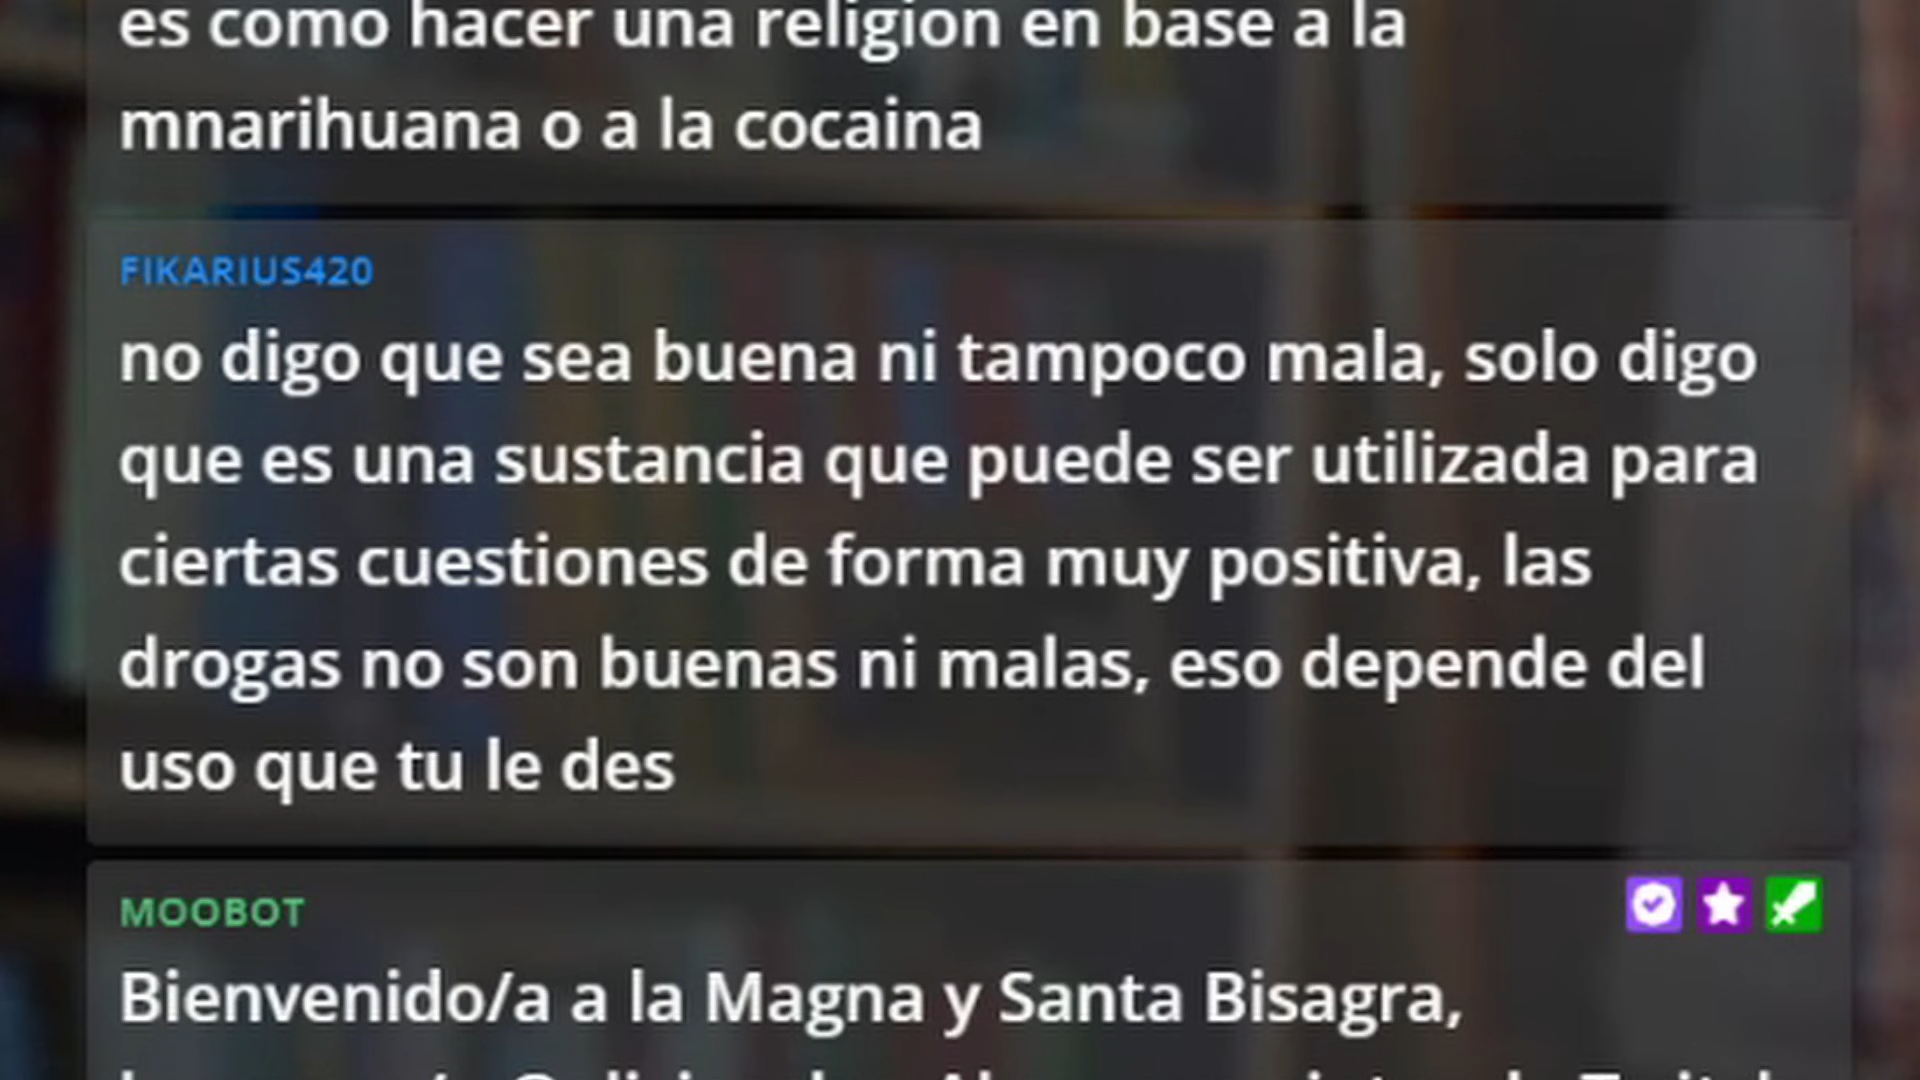 es como hacer una religion en base a la
mnarihuana o a la cocaina
FIKARIUS420
no digo que sea buena ni tampoco mala, solo digo
que es una sustancia que puede ser utilizada para
ciertas cuestiones de forma muy positiva, las
drogas no son buenas ni malas, eso depende del
uso que tu le des
MOOBOT
Bienvenido/a a la Magna y Santa Bisagra,